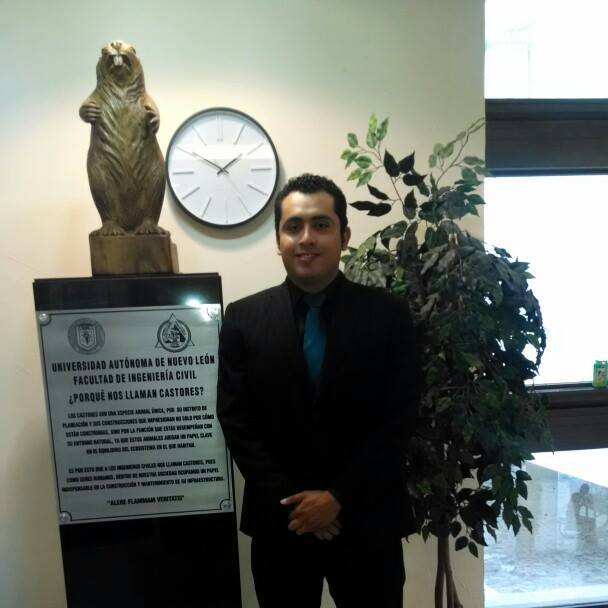 UNIVERSIDAD AUTÓNOMA DE NUEVO LEÓN
FACULTAD DE INGENIERÍA CIVIL
¿PORQUÉ NOS LLAMAN CASTORES?
LOS CASTORES SON UNA ESPECIE ANIMAL ÚNICA, POR: SU INSTINTO DE
PLANEACIÓN Y SUS CONSTRUCCIONES QUE IMPRESIONAN NO SOLO POR CÓMO
ESTÁN CONSTRUIDAS, SINO POR LA FUNCIÓN QUE ESTAS DESEMPEÑAN CON
SU ENTORNO NATURAL, YA QUE ESTOS ANIMALES JUEGAN UN PAPEL CLAVE
EN EL EQUILIBRIO DEL ECOSISTEMA EN EL QUE HABITAN.
ES POR ESTO QUE A LOS INGENIEROS CIVILES NOS LLAMAN CASTORES, PUES
COMO SERES HUMANOS, DENTRO DE NUESTRA SOCIEDAD OCUPAMOS UN PAPEL
INDISPENSABLE EN LA CONSTRUCCIÓN Y MANTENIMIENTO DE SU INFRAESTRUCTURA.
"ALERE FLAMMAM VERITATIS"